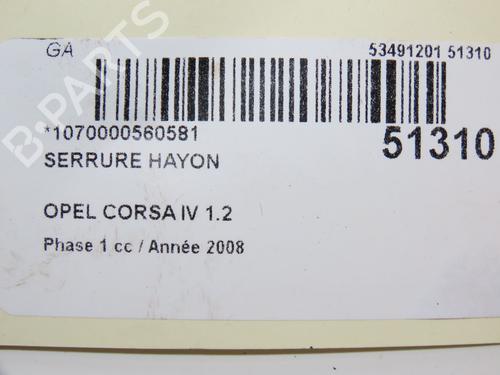 GA
53491201 51310
*1070000560581
51310
SERRURE HAYON
OPEL CORSA IV 1.2
Phase 1 cc / Année 2008
B-PARTS